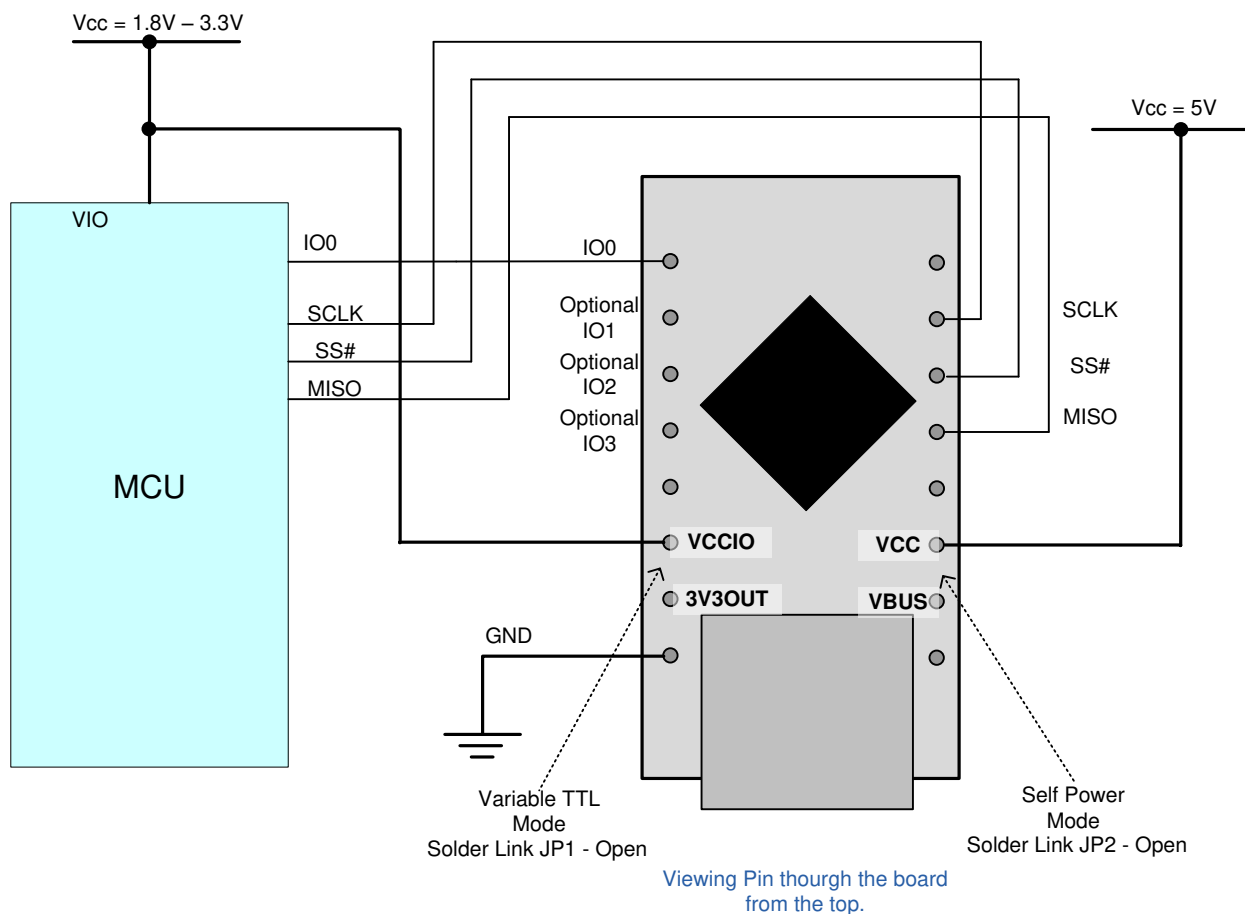 Vcc = 1.8V – 3.3V
Vcc = 5V
VIO
IO0
IO0
SCLK
SS#
MISO
Optional
IO1
Optional
IO2
Optional
IO3
SCLK
SS#
MISO
MCU
VCCIO
VCC
3V3OUT
VBUS
GND
Variable TTL
Mode
Solder Link JP1 - Open
Self Power
Mode
Solder Link JP2 - Open
Viewing Pin thourgh the board
from the top.